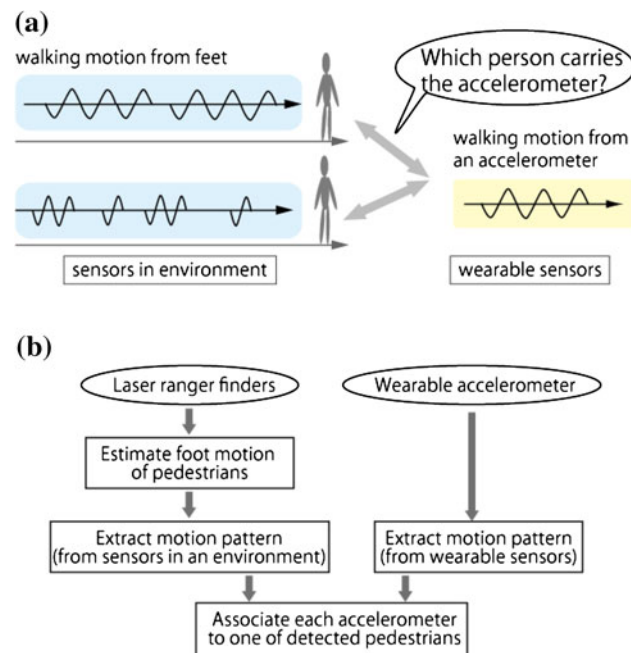 (a)
walking motion from feet
Which person carries
the accelerometer?
walking motion from
an accelerometer
sensors in environment
wearable sensors
(b)
Laser ranger finders
Wearable accelerometer
Estimate foot motion
of pedestrians
Extract motion pattern
(from sensors in an environment)
Extract motion pattern
(from wearable sensors)
Associate each accelerometer
to one of detected pedestrians